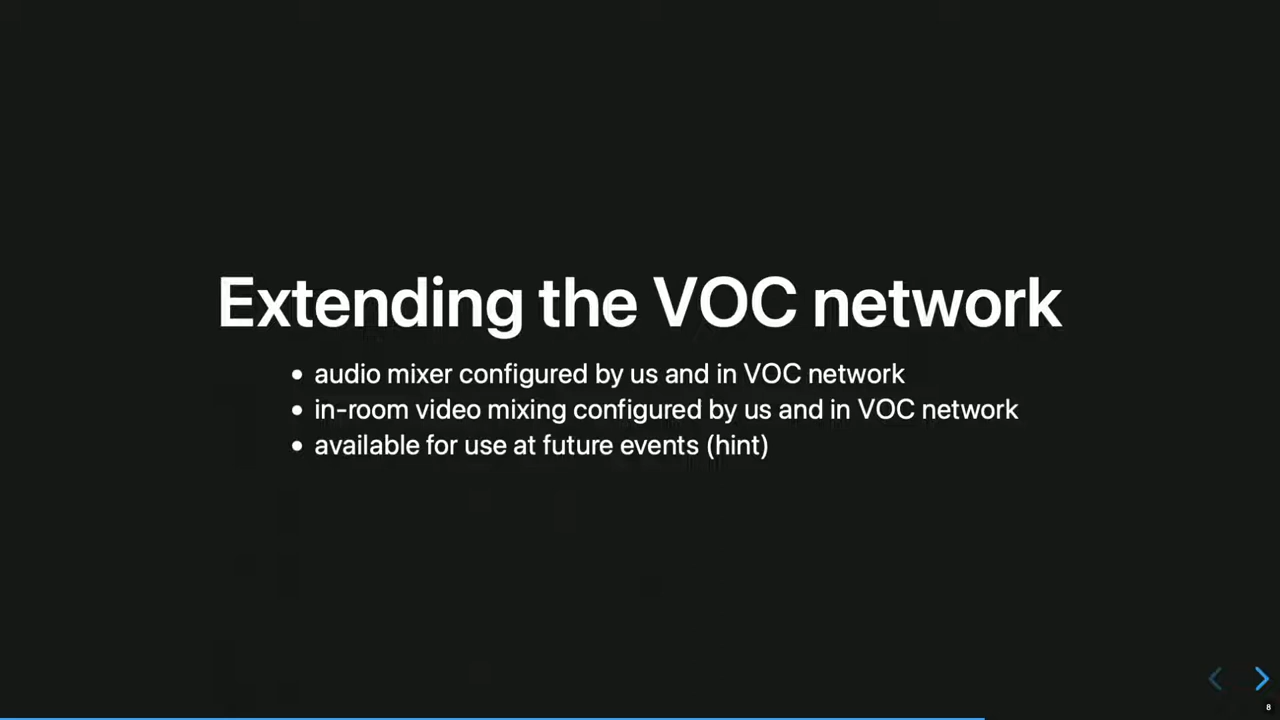 Extending the VOC network
• audio mixer configured by us and in VOC network
• in-room video mixing configured by us and in VOC network
• available for use at future events (hint)
8